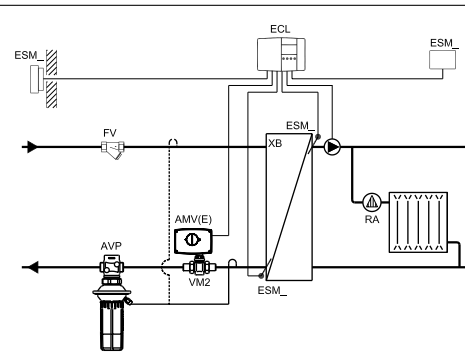 ECL
ESM_
ESM_
ESM_
FV
XB
AMV(E)
RA
AVP
VM2
ESM_